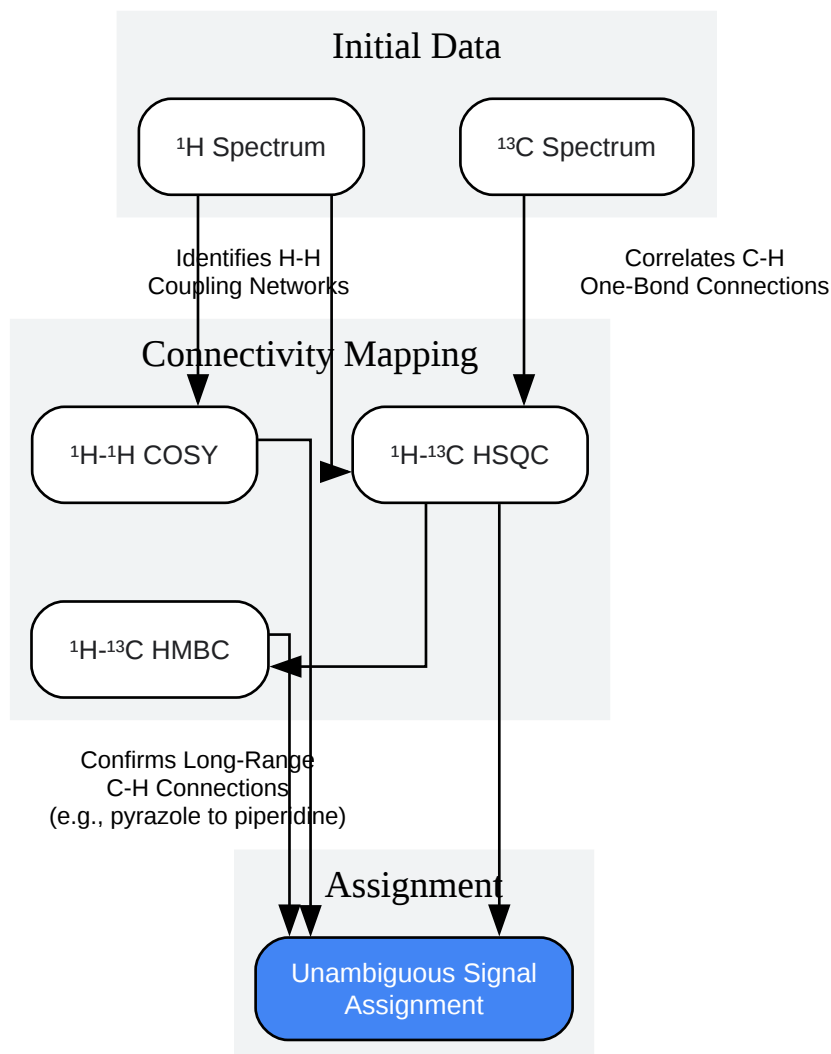 Initial Data
¹H Spectrum
¹³C Spectrum
Identifies H-H
Coupling Networks
Correlates C-H
One-Bond Connections
Connectivity Mapping
¹H-¹H COSY
¹H-¹³C HSQC
¹H-¹³C HMBC
Confirms Long-Range
C-H Connections
(e.g., pyrazole to piperidine)
Assignment
Unambiguous Signal
Assignment